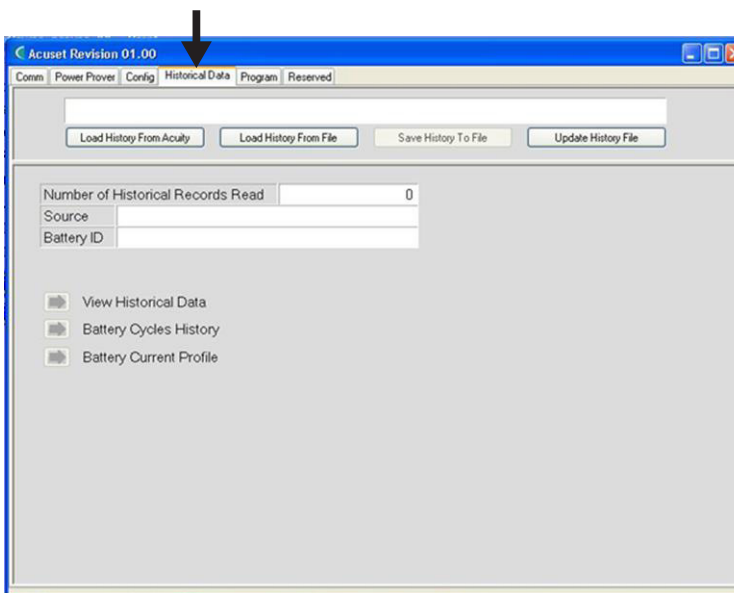 Acuset Revision 01.00
Comm Power Prover Config Historical Data Program Reserved
Load History From Acuity Load History From File Save History To File Update History File
Number of Historical Records Read 0
Source
Battery ID
View Historical Data
Battery Cycles History
Battery Current Profile